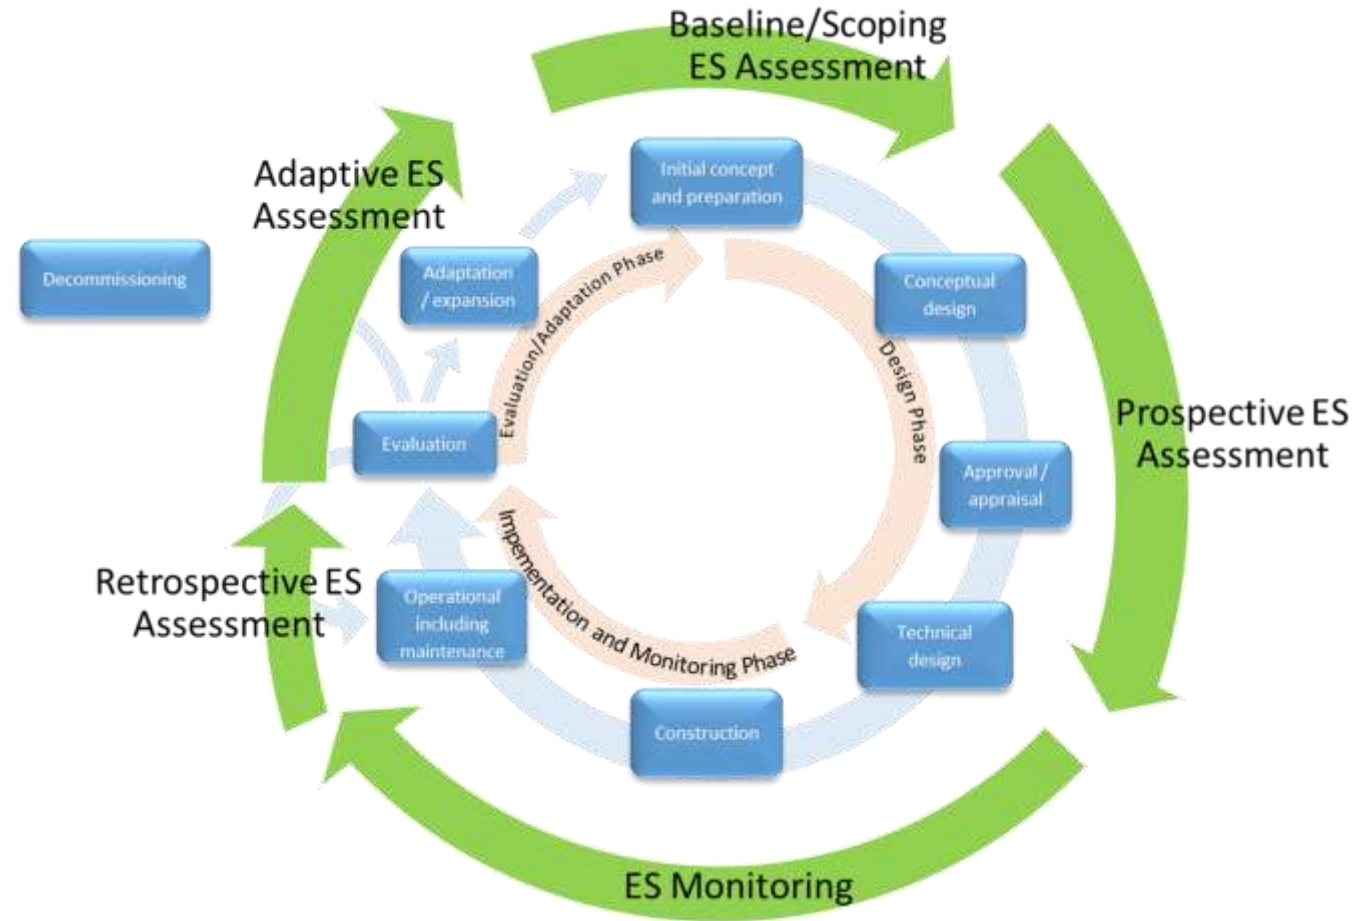 Baseline/Scoping
ES Assessment
Adaptive ES
Assessment
Initial concept
and preparation
Decommissioning
Adaptation
/ expansion
Evaluation/Adaptation Phase
Conceptual
design
Design Phase
Prospective ES
Assessment
Evaluation
Approval /
appraisal
Retrospective ES
Assessment
Operational
including
maintenance
Impementation and Monitoring Phase
Technical
design
Construction
ES Monitoring